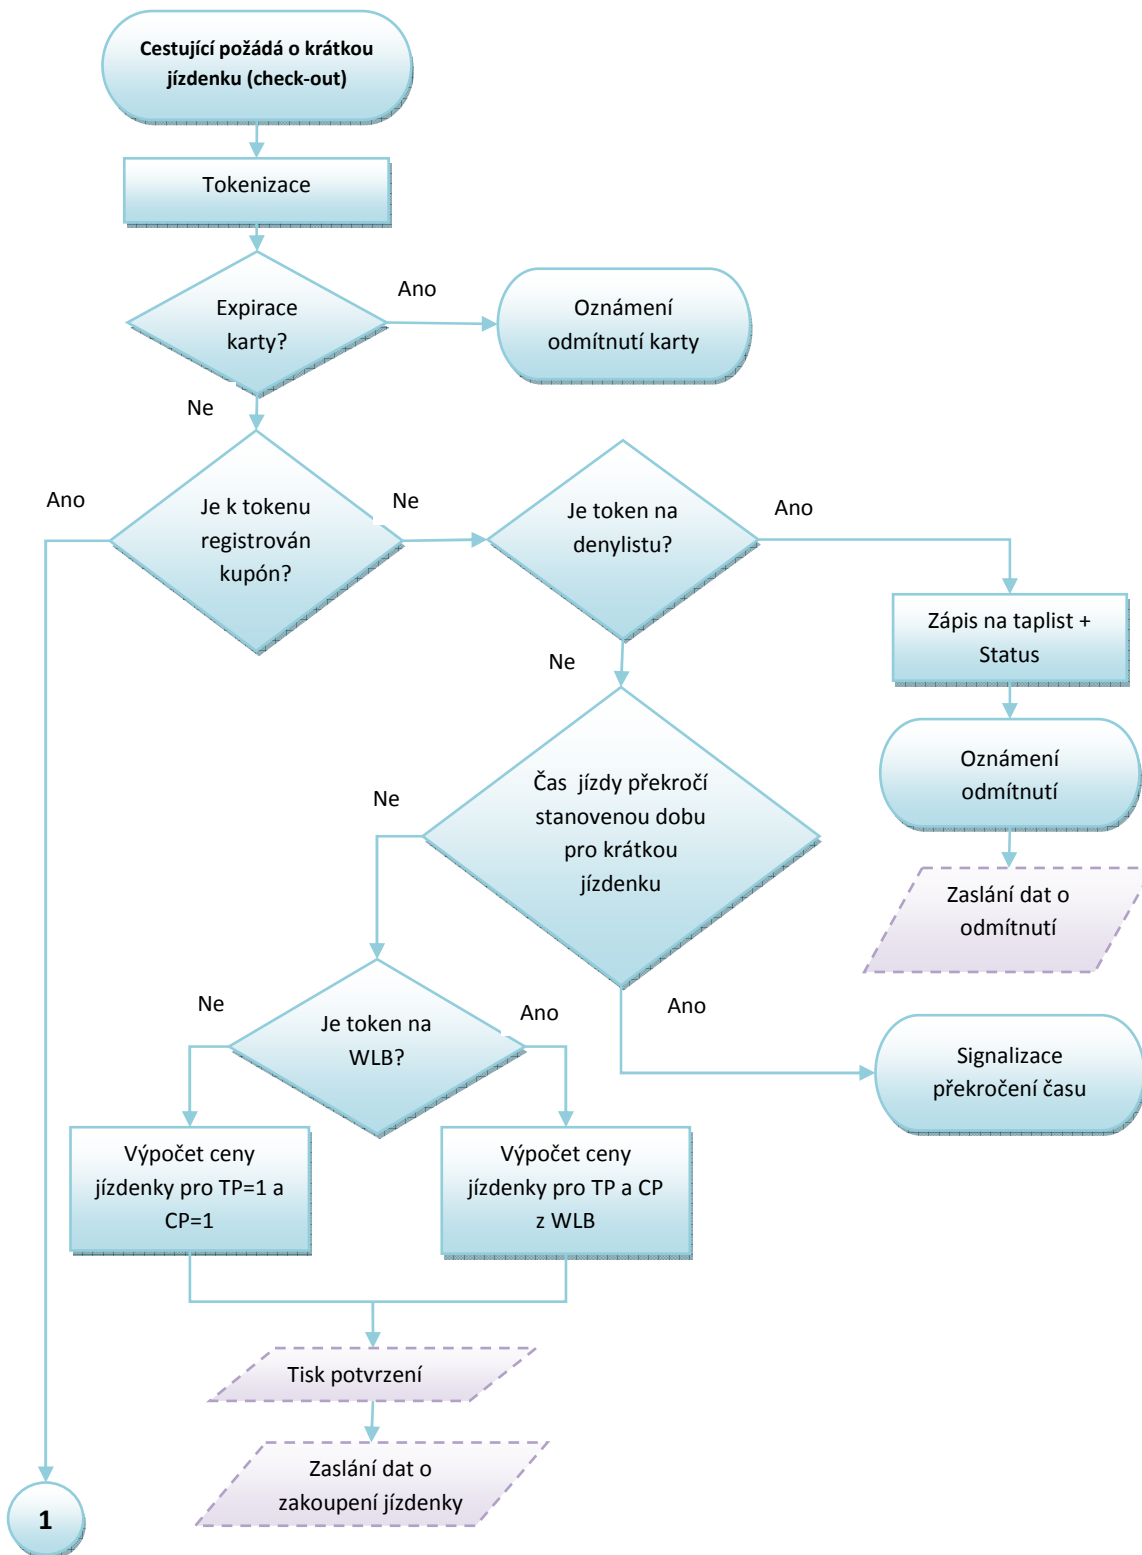 Cestující požádá o krátkou
jízdenku (check-out)
Tokenizace
Expirace
karty?
Ano
Oznámení
odmítnutí karty
Ne
Je k tokenu
registrován
kupón?
Ano
Ne
Je token na
denylistu?
Ano
Zápis na taplist +
Status
Oznámení
odmítnutí
Zaslání dat o
odmítnutí
Ne
Čas  jízdy překročí
stanovenou dobu
pro krátkou
jízdenku
Ne
Ano
Signalizace
překročení času
Je token na
WLB?
Ne
Ano
Výpočet ceny
jízdenky pro TP=1 a
CP=1
Výpočet ceny
jízdenky pro TP a CP
z WLB
Tisk potvrzení
Zaslání dat o
zakoupení jízdenky
1